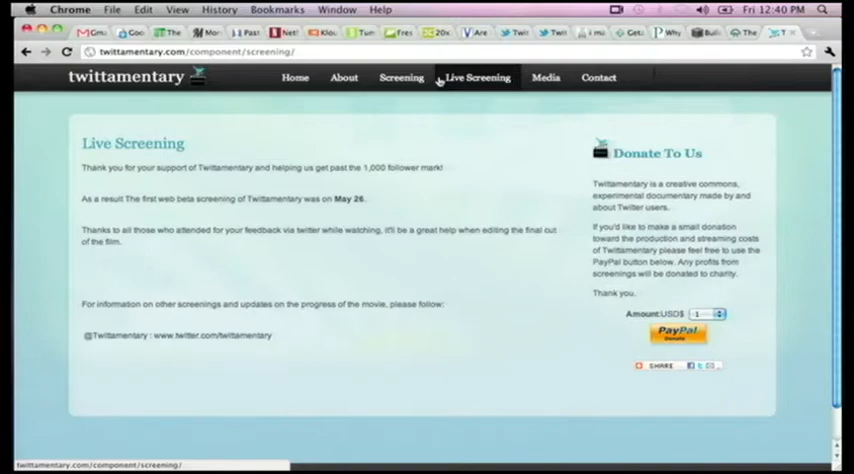 Chrome File Edit View History Bookmarks Window Help Fri 12:40 PM
twittamentary.com/component/screening/
twittamentary Home About Screening Live Screening Media Contact
Live Screening
Thank you for your support of Twittamentary and helping us get past the 1,000 follower mark!
As a result The first web beta screening of Twittamentary was on May 26.
Thanks to all those who attended for your feedback via twitter while watching, it'll be a great help when editing the final cut
of the film.
For information on other screenings and updates on the progress of the movie, please follow:
@Twittamentary : www.twitter.com/twittamentary
Donate To Us
Twittamentary is a creative commons,
experimental documentary made by and
about Twitter users.
If you'd like to make a small donation
toward the production and streaming costs
of Twittamentary please feel free to use the
PayPal button below. Any profits from
screenings will be donated to charity.
Thank you.
Amount:USD$ 1
PayPal
Donate
SHARE
twittamentary.com/component/screening/